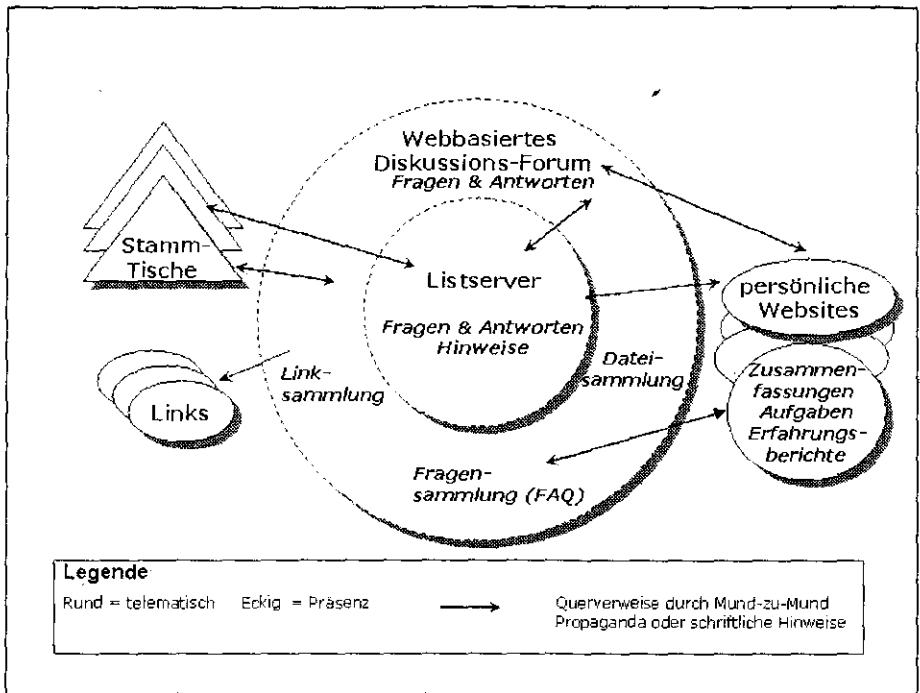 Webbasiertes
Diskussions-Forum
Fragen & Antworten
Stamm-
Tische
Listserver
Fragen & Antworten
Hinweise
persönliche
Websites
Link-
sammlung
Datei-
sammlung
Links
Zusammen-
fassungen
Aufgaben
Erfahrungs-
berichte
Fragen-
sammlung (FAQ)
Legende
Rund = telematisch Eckig = Präsenz
Querverweise durch Mund-zu-Mund
Propaganda oder schriftliche Hinweise